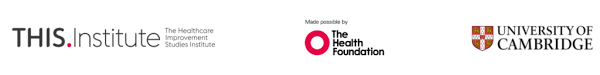 THIS.Institute
The Healthcare
Improvement
Studies Institute
Made possible by
The
Health
Foundation
UNIVERSITY OF
CAMBRIDGE